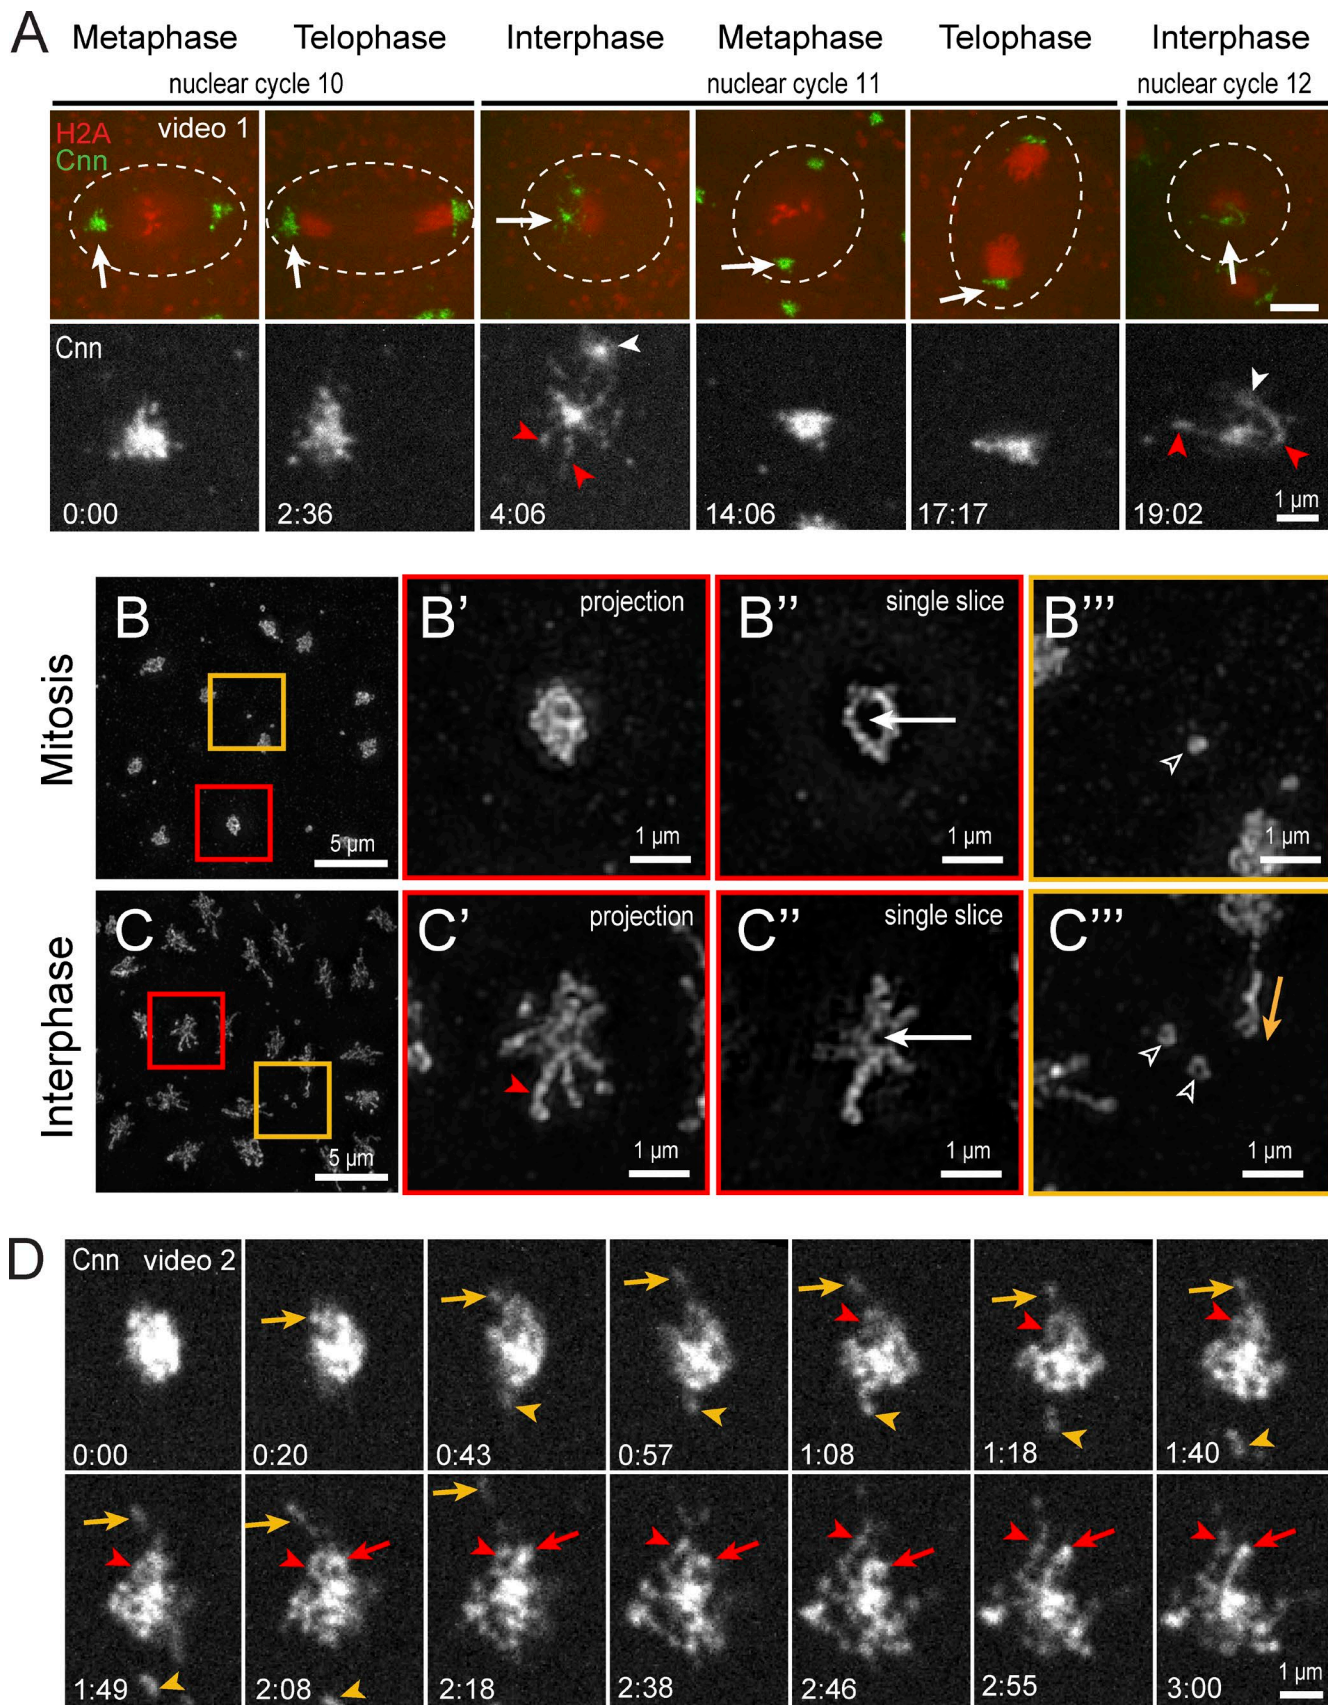 A
Metaphase Telophase Interphase Metaphase Telophase Interphase
nuclear cycle 10 nuclear cycle 11 nuclear cycle 12
H2A video 1
Cnn
Cnn
0:00 2:36 4:06 14:06 17:17 19:02 1 µm
Mitosis
B B’ projection B’’ single slice B’’’
5 µm 1 µm 1 µm 1 µm
Interphase
C C’ projection C’’ single slice C’’’
5 µm 1 µm 1 µm 1 µm
D
Cnn video 2
0:00 0:20 0:43 0:57 1:08 1:18 1:40
1:49 2:08 2:18 2:38 2:46 2:55 3:00 1 µm